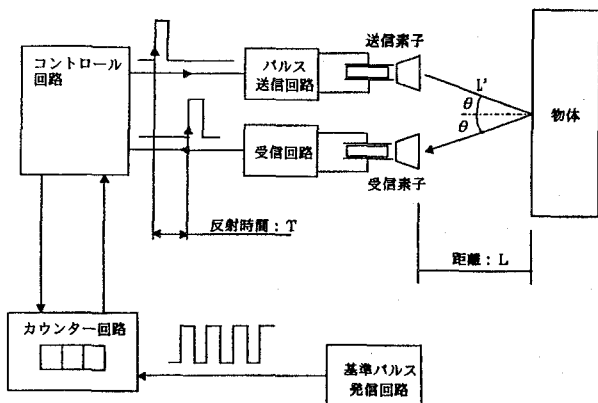 コントロール
回路
パルス
送信回路
送信素子
L'
θ
θ
物体
受信回路
受信素子
反射時間：T
距離：L
カウンター回路
基準パルス
発信回路